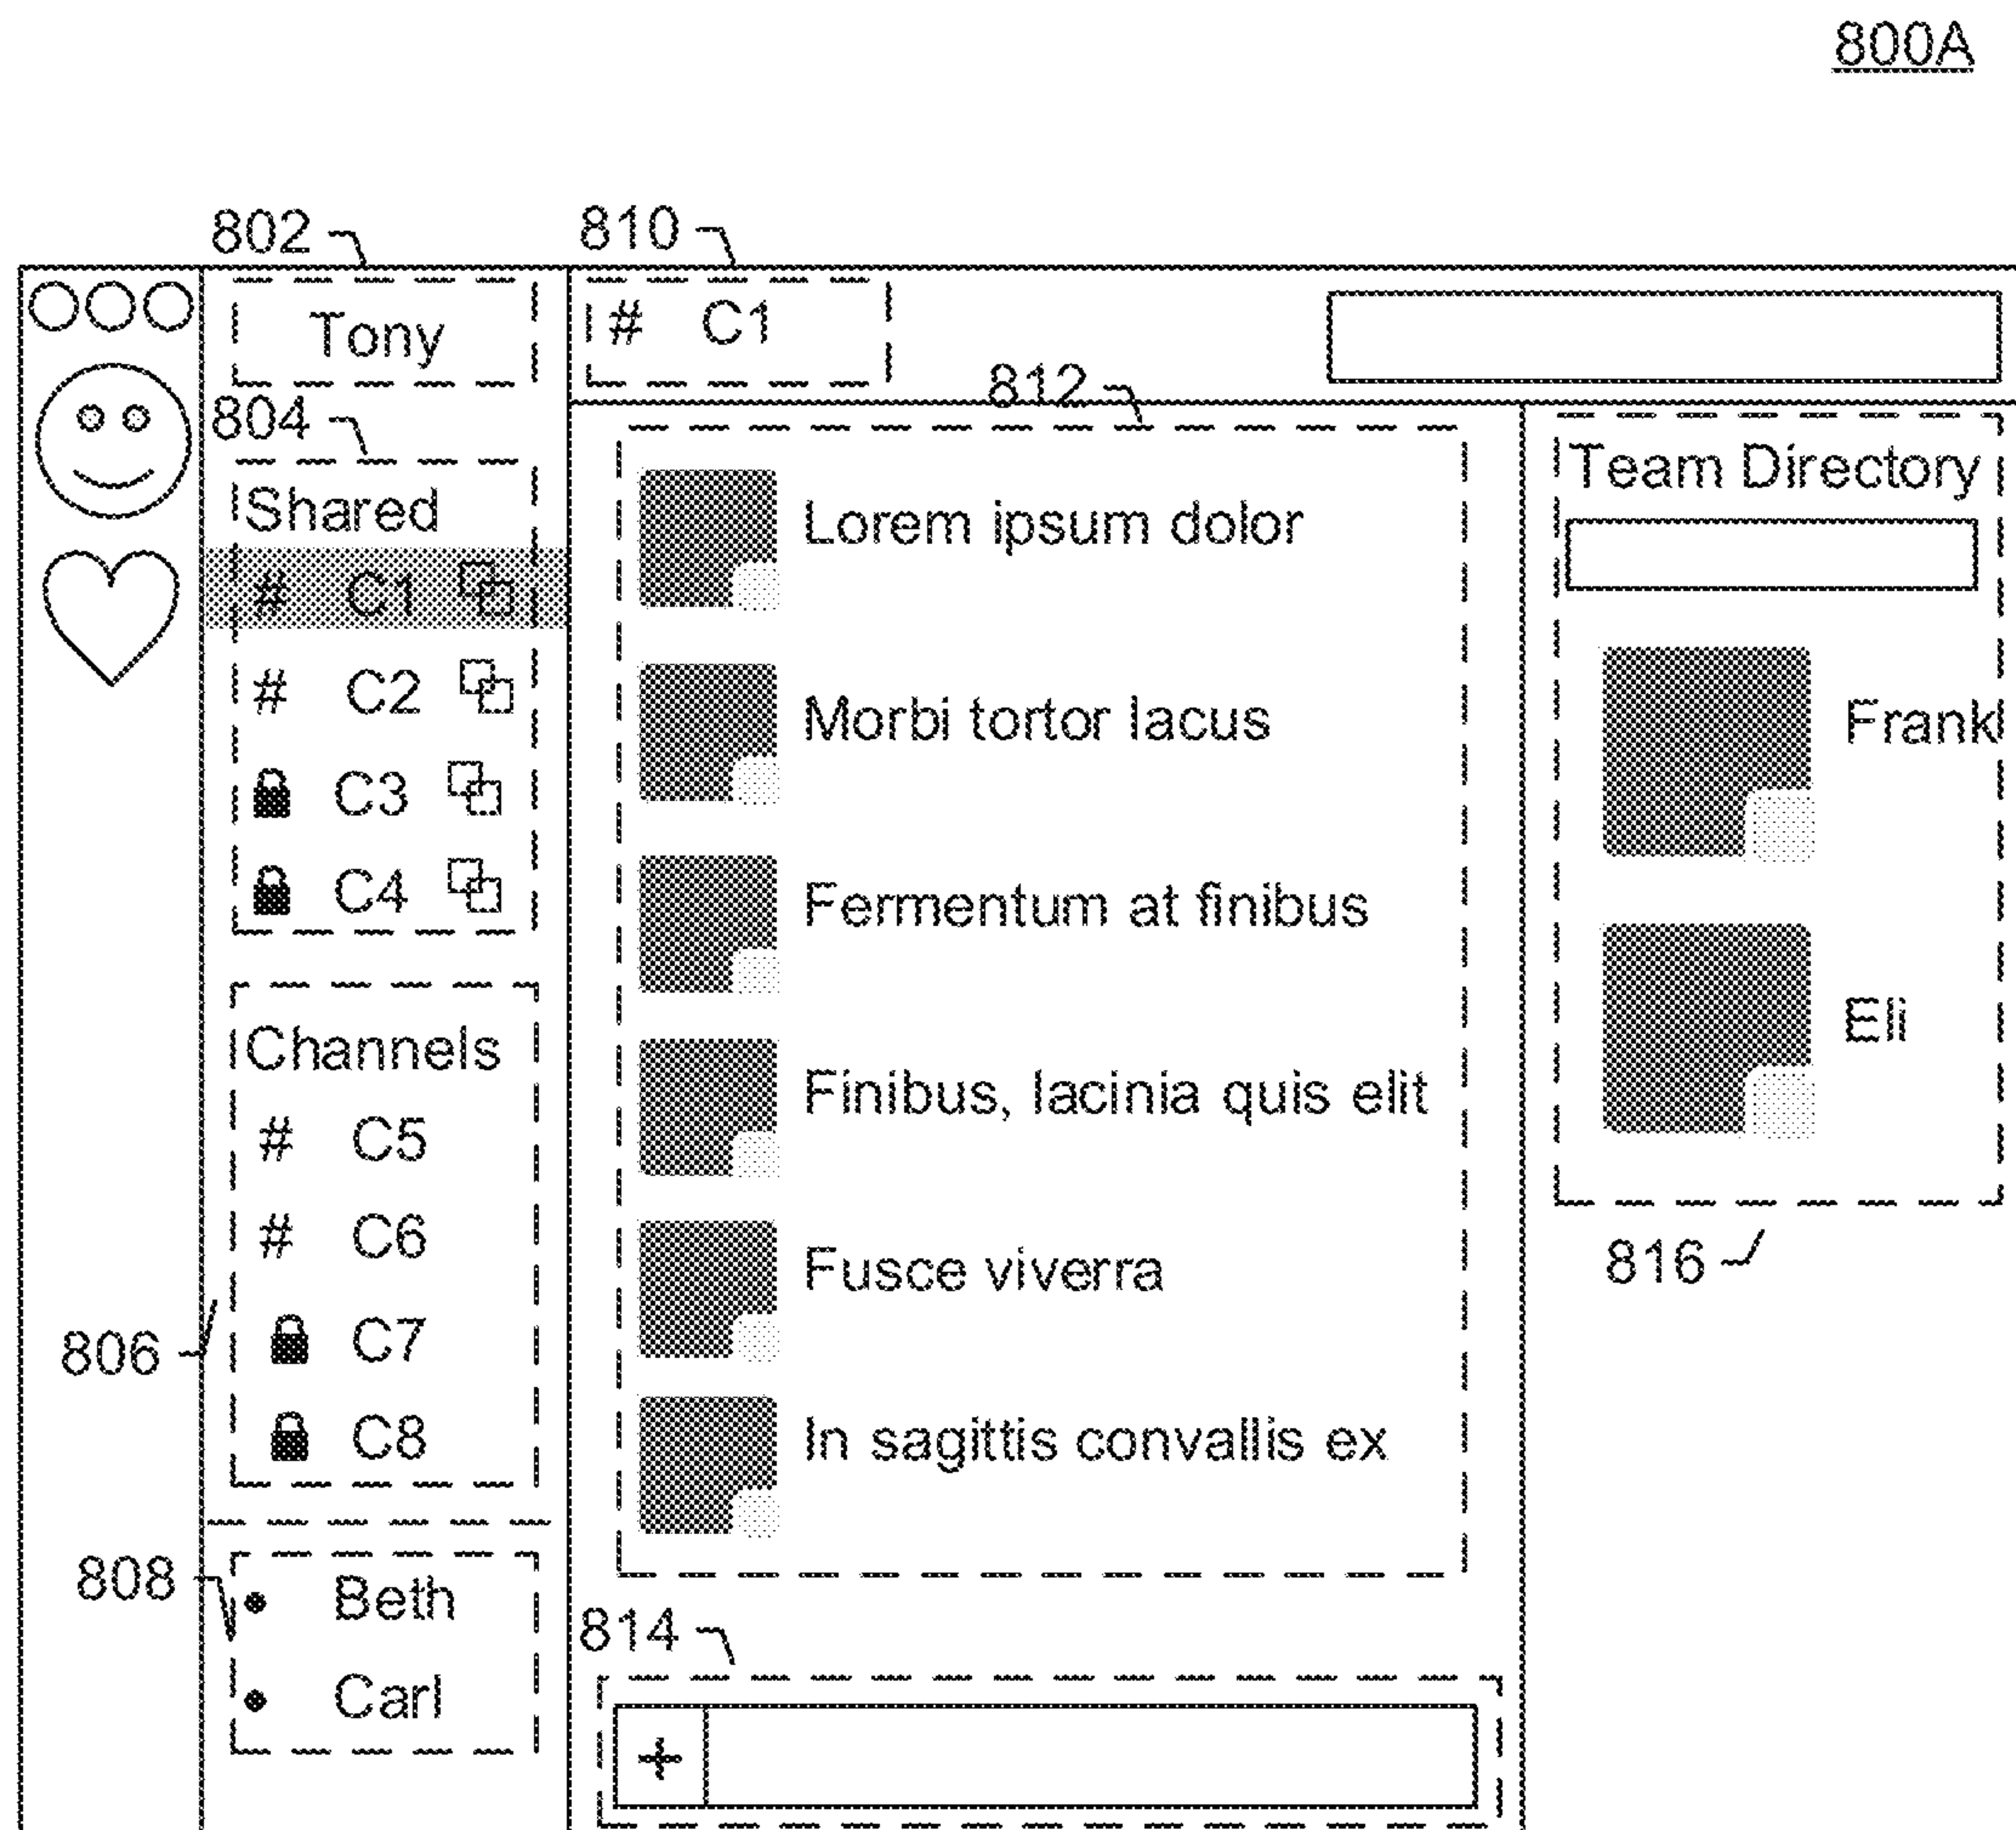 800A
802
810
Tony
# C1
812
804
Shared
# C1
# C2
C3
C4
Channels
# C5
# C6
C7
C8
806
808
Beth
Carl
Lorem ipsum dolor
Morbi tortor lacus
Fermentum at finibus
Finibus, lacinia quis elit
Fusce viverra
In sagittis convallis ex
814
+
Team Directory
Frank
Eli
816